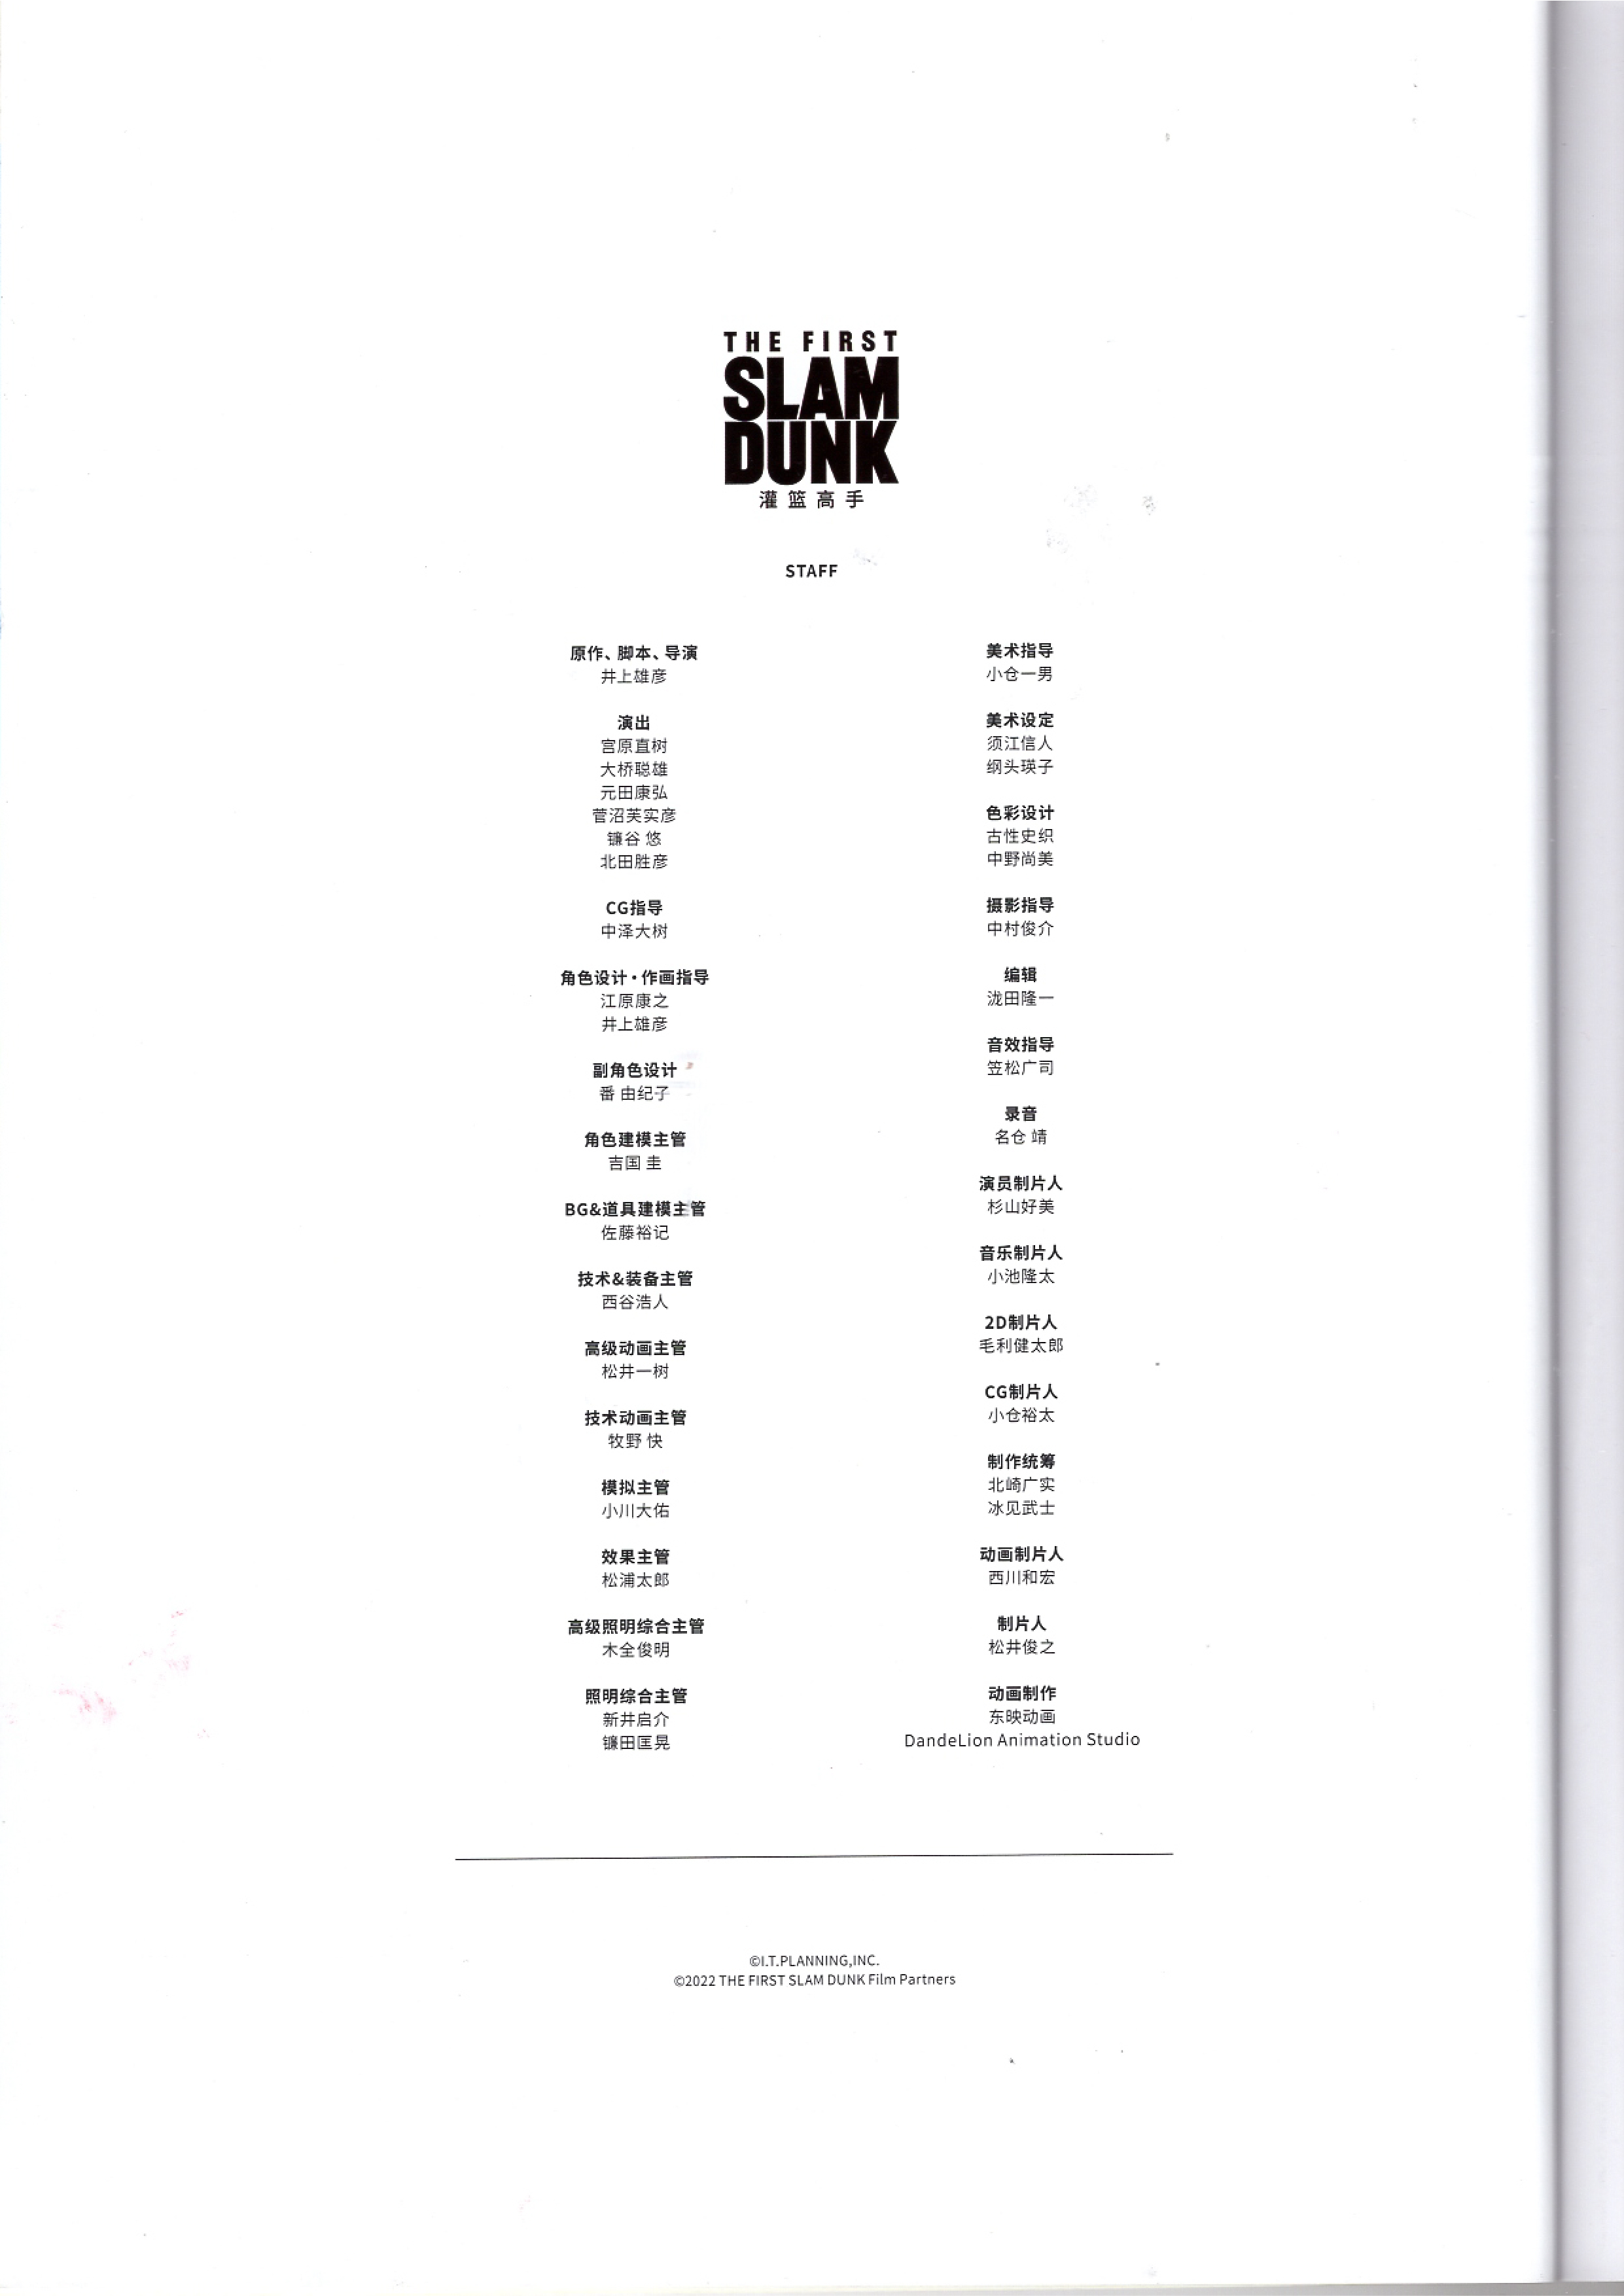 THE FIRST
SLAM
DUNK
灌篮高手
STAFF
原作、脚本、导演
井上雄彦
演出
宫原直树
大桥聪雄
元田康弘
菅沼芙实彦
镰谷 悠
北田胜彦
CG指导
中泽大树
角色设计·作画指导
江原康之
井上雄彦
副角色设计
番 由纪子
角色建模主管
吉国 圭
BG&道具建模主管
佐藤裕记
技术&装备主管
西谷浩人
高级动画主管
松井一树
技术动画主管
牧野 快
模拟主管
小川大佑
效果主管
松浦太郎
高级照明综合主管
木全俊明
照明综合主管
新井启介
镰田匡晃
美术指导
小仓一男
美术设定
须江信人
纲头瑛子
色彩设计
古性史织
中野尚美
摄影指导
中村俊介
编辑
泷田隆一
音效指导
笠松广司
录音
名仓 靖
演员制片人
杉山好美
音乐制片人
小池隆太
2D制片人
毛利健太郎
CG制片人
小仓裕太
制作统筹
北崎广实
冰见武士
动画制片人
西川和宏
制片人
松井俊之
动画制作
东映动画
DandeLion Animation Studio
©I.T.PLANNING,INC.
©2022 THE FIRST SLAM DUNK Film Partners